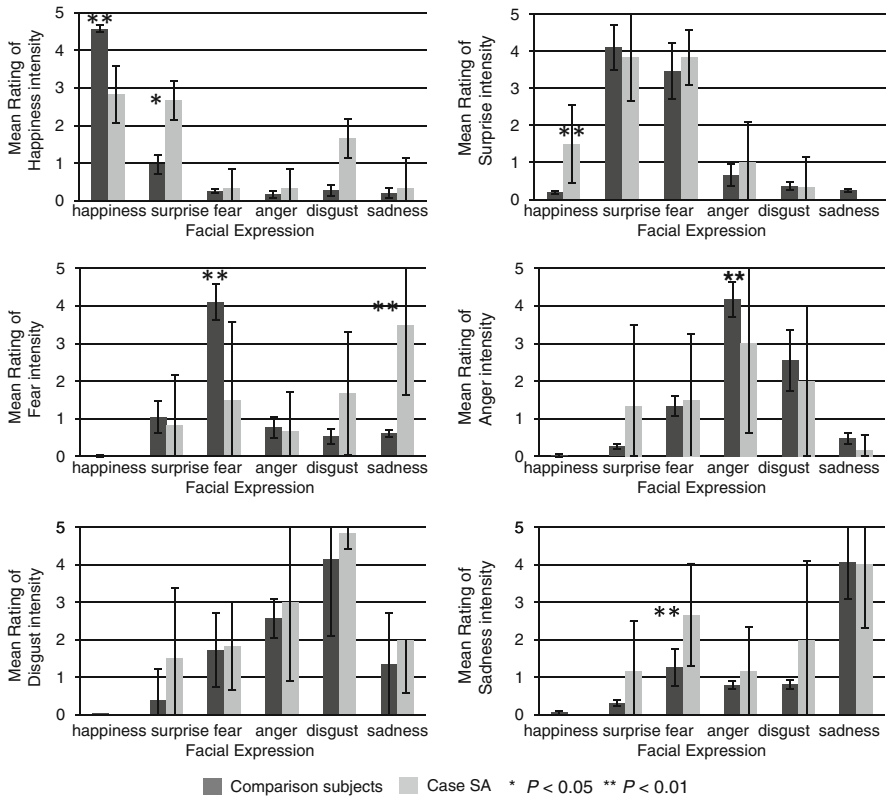 Mean Rating of
Happiness intensity
5
4
3
2
1
0
**
*
happiness surprise fear anger disgust sadness
Facial Expression
Mean Rating of
Surprise intensity
5
4
3
2
1
0
**
happiness surprise fear anger disgust sadness
Facial Expression
Mean Rating of
Fear intensity
5
4
3
2
1
0
**
**
happiness surprise fear anger disgust sadness
Facial Expression
Mean Rating of
Anger intensity
5
4
3
2
1
0
**
happiness surprise fear anger disgust sadness
Facial Expression
Mean Rating of
Disgust intensity
5
4
3
2
1
0
happiness surprise fear anger disgust sadness
Facial Expression
Mean Rating of
Sadness intensity
5
4
3
2
1
0
**
happiness surprise fear anger disgust sadness
Facial Expression
Comparison subjects Case SA * P < 0.05 ** P < 0.01